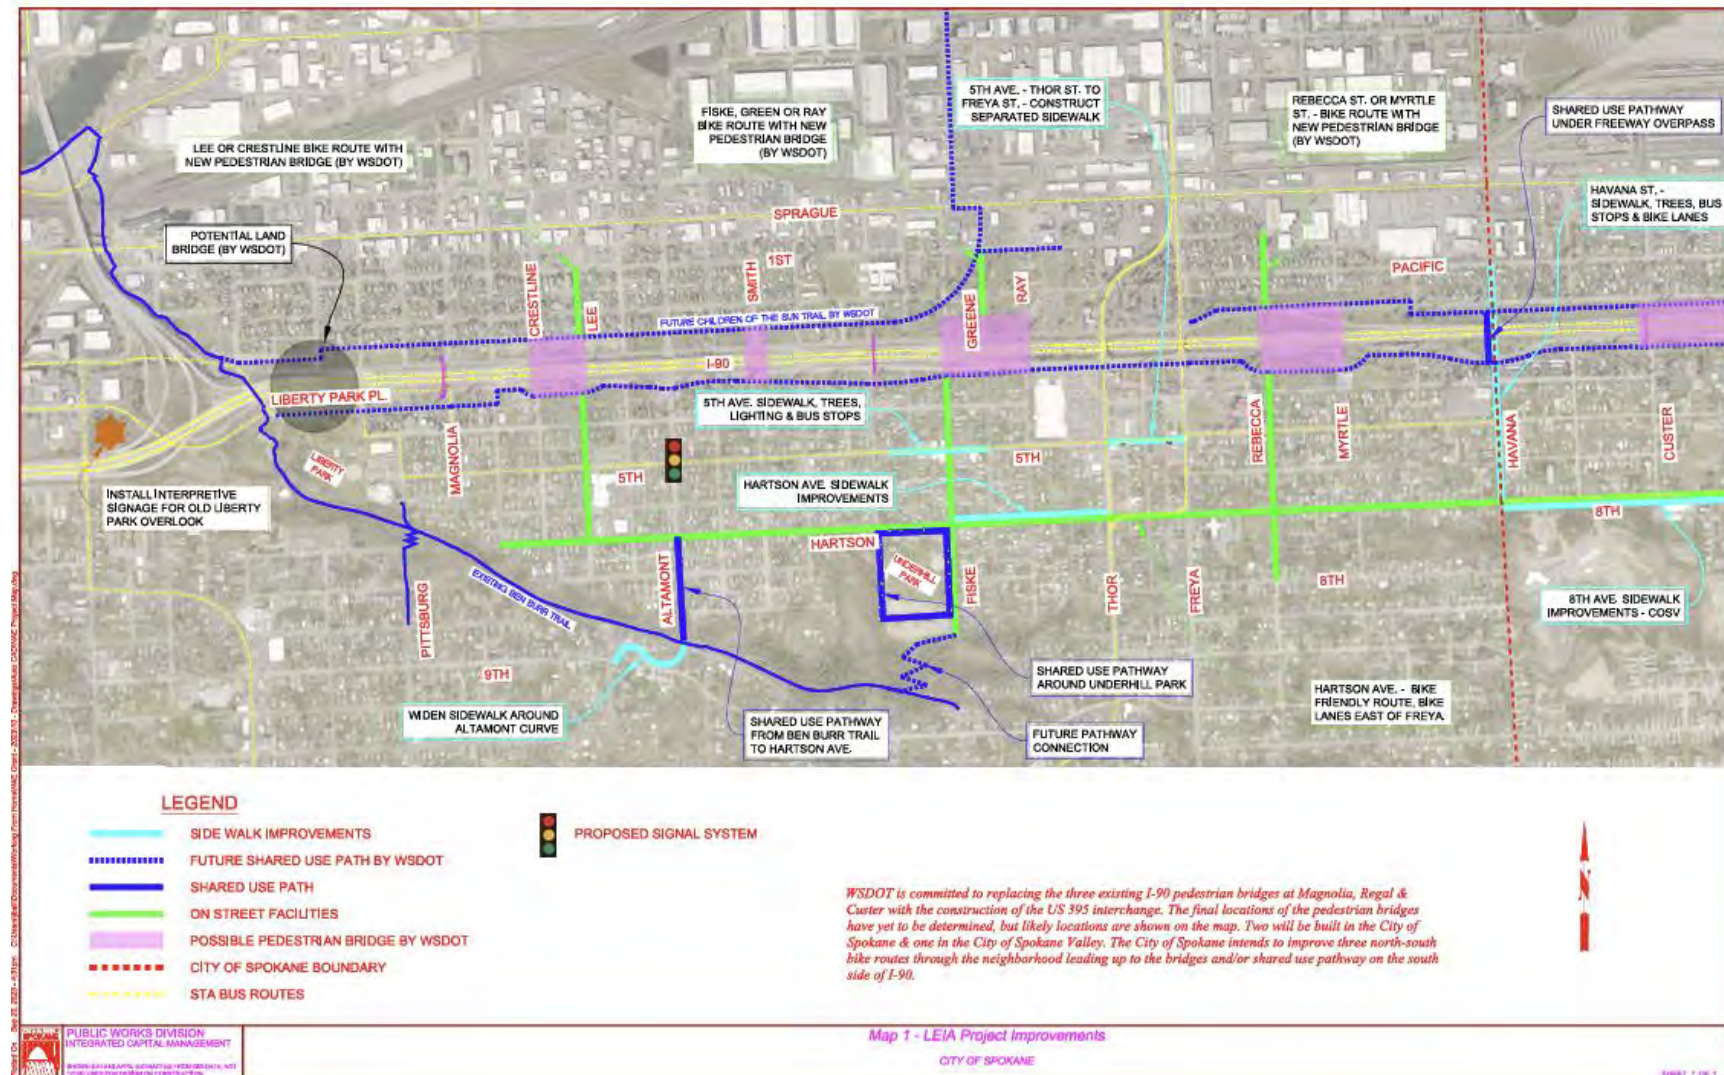 FISKE, GREEN OR RAY
BIKE ROUTE WITH NEW
PEDESTRIAN BRIDGE
(BY WSDOT)
5TH AVE. - THOR ST. TO
FREYA ST. - CONSTRUCT
SEPARATED SIDEWALK
REBECCA ST. OR MYRTLE
ST. - BIKE ROUTE WITH
NEW PEDESTRIAN BRIDGE
(BY WSDOT)
SHARED USE PATHWAY
UNDER FREEWAY OVERPASS
LEE OR CRESTLINE BIKE ROUTE WITH
NEW PEDESTRIAN BRIDGE (BY WSDOT)
HAVANA ST. -
SIDEWALK, TREES, BUS
STOPS & BIKE LANES
SPRAGUE
POTENTIAL LAND
BRIDGE (BY WSDOT)
1ST
PACIFIC
CRESTLINE
LEE
SMITH
GREENE
RAY
FUTURE CHILDREN OF THE SUN TRAIL BY WSDOT
I-90
LIBERTY PARK PL.
5TH AVE. SIDEWALK, TREES,
LIGHTING & BUS STOPS
LIBERTY
PARK
MAGNOLIA
5TH
5TH
REBECCA
MYRTLE
HAVANA
CUSTER
HARTSON AVE. SIDEWALK
IMPROVEMENTS
INSTALL INTERPRETIVE
SIGNAGE FOR OLD LIBERTY
PARK OVERLOOK
8TH
HARTSON
UNDERHILL
PARK
EXISTING BEN BURR TRAIL
PITTSBURG
ALTAMONT
FISKE
THOR
FREYA
8TH
8TH AVE. SIDEWALK
IMPROVEMENTS - COSV
9TH
SHARED USE PATHWAY
AROUND UNDERHILL PARK
HARTSON AVE. - BIKE
FRIENDLY ROUTE, BIKE
LANES EAST OF FREYA.
WIDEN SIDEWALK AROUND
ALTAMONT CURVE
SHARED USE PATHWAY
FROM BEN BURR TRAIL
TO HARTSON AVE.
FUTURE PATHWAY
CONNECTION
LEGEND
SIDE WALK IMPROVEMENTS
FUTURE SHARED USE PATH BY WSDOT
SHARED USE PATH
ON STREET FACILITIES
POSSIBLE PEDESTRIAN BRIDGE BY WSDOT
CITY OF SPOKANE BOUNDARY
STA BUS ROUTES
PROPOSED SIGNAL SYSTEM
WSDOT is committed to replacing the three existing I-90 pedestrian bridges at Magnolia, Regal &
Custer with the construction of the US 395 interchange. The final locations of the pedestrian bridges
have yet to be determined, but likely locations are shown on the map. Two will be built in the City of
Spokane & one in the City of Spokane Valley. The City of Spokane intends to improve three north-south
bike routes through the neighborhood leading up to the bridges and/or shared use pathway on the south
side of I-90.
N
PUBLIC WORKS DIVISION
INTEGRATED CAPITAL MANAGEMENT
Map 1 - LEIA Project Improvements
CITY OF SPOKANE